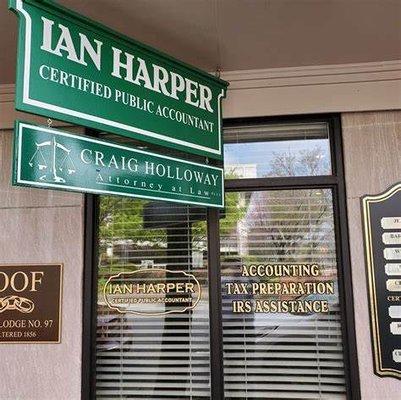 IAN HARPER
CERTIFIED PUBLIC ACCOUNTANT
CRAIG HOLLOWAY
Attorney at Law
IAN HARPER
CERTIFIED PUBLIC ACCOUNTANT
ACCOUNTING
TAX PREPARATION
IRS ASSISTANCE
OOF
LODGE NO. 97
TERED 1856